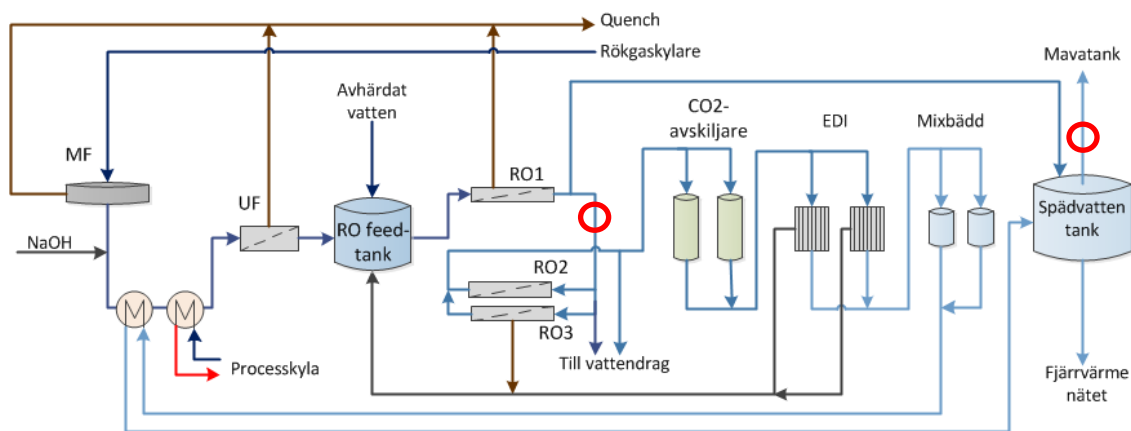 Quench
Rökgaskylare
Mavatank
Avhärdat
vatten
CO2-
avskiljare
EDI
Mixbädd
MF
UF
RO1
RO feed-
tank
Spädvatten
tank
NaOH
RO2
RO3
M
M
Processkyla
Till vattendrag
Fjärrvärme
nätet